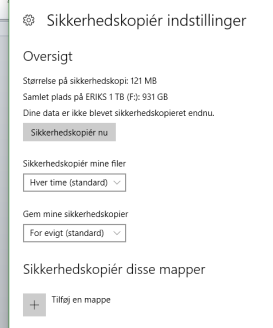 Sikkerhedskopiér indstillinger
Oversigt
Størrelse på sikkerhedskopi: 121 MB
Samlet plads på ERIKS 1 TB (F:): 931 GB
Dine data er ikke blevet sikkerhedskopieret endnu.
Sikkerhedskopiér nu
Sikkerhedskopiér mine filer
Hver time (standard)
Gem mine sikkerhedskopier
For evigt (standard)
Sikkerhedskopiér disse mapper
Tilføj en mappe